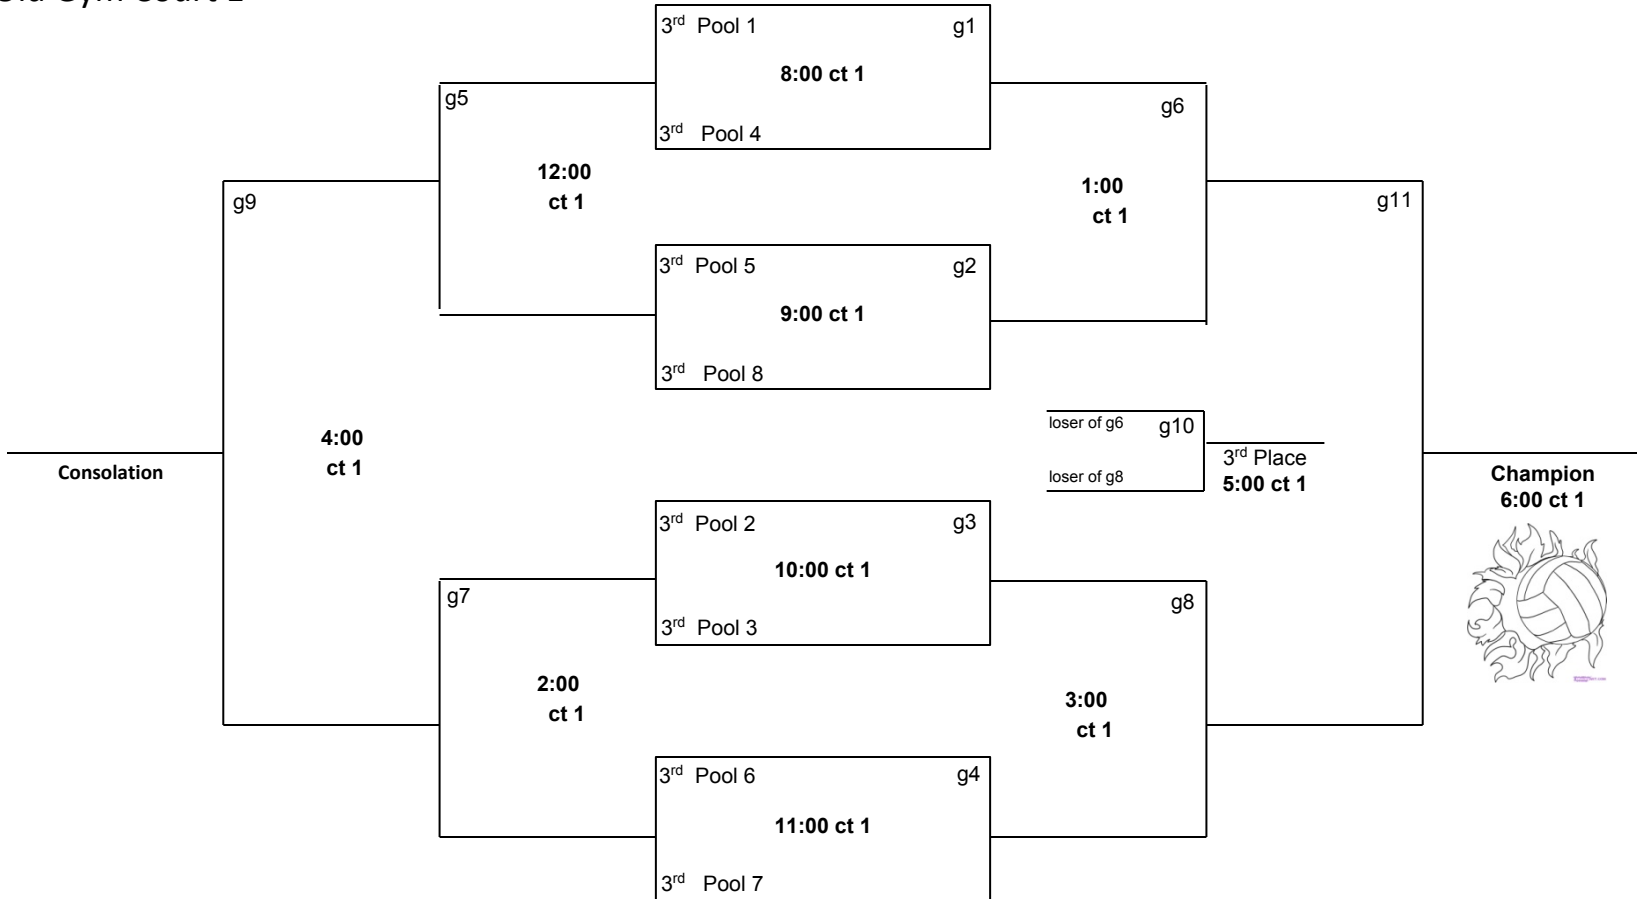 3rd Pool 1 g1
8:00 ct 1
3rd Pool 4
g5
12:00
ct 1
g6
1:00
ct 1
g9
g11
3rd Pool 5 g2
9:00 ct 1
3rd Pool 8
4:00
ct 1
Consolation
loser of g6 g10
loser of g8
3rd Place
5:00 ct 1
Champion
6:00 ct 1
3rd Pool 2 g3
10:00 ct 1
3rd Pool 3
g7
2:00
ct 1
g8
3:00
ct 1
3rd Pool 6 g4
11:00 ct 1
3rd Pool 7